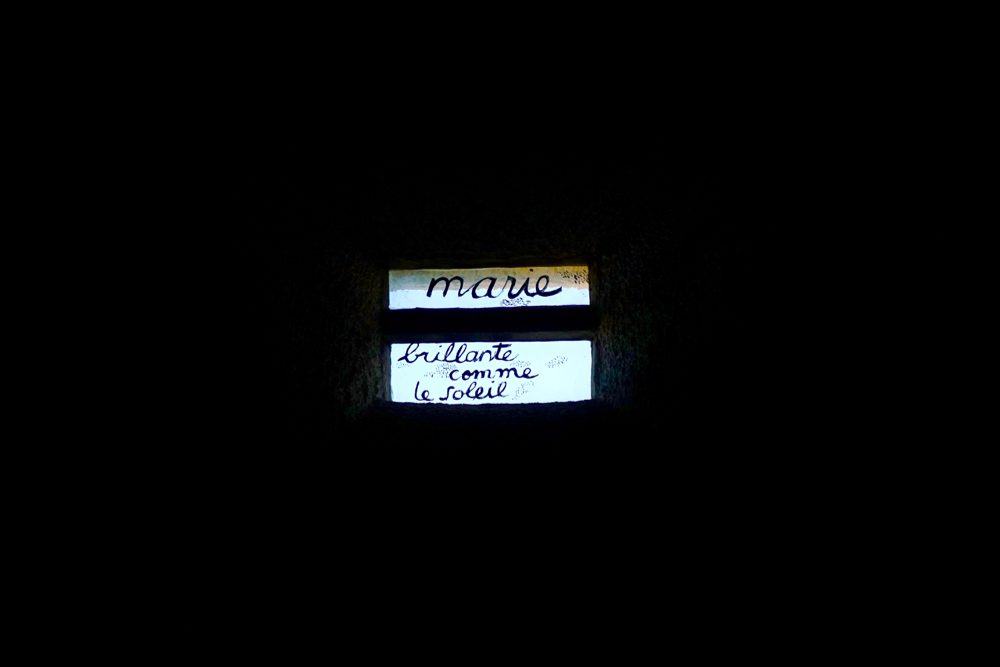 marie
brillante
comme
le soleil